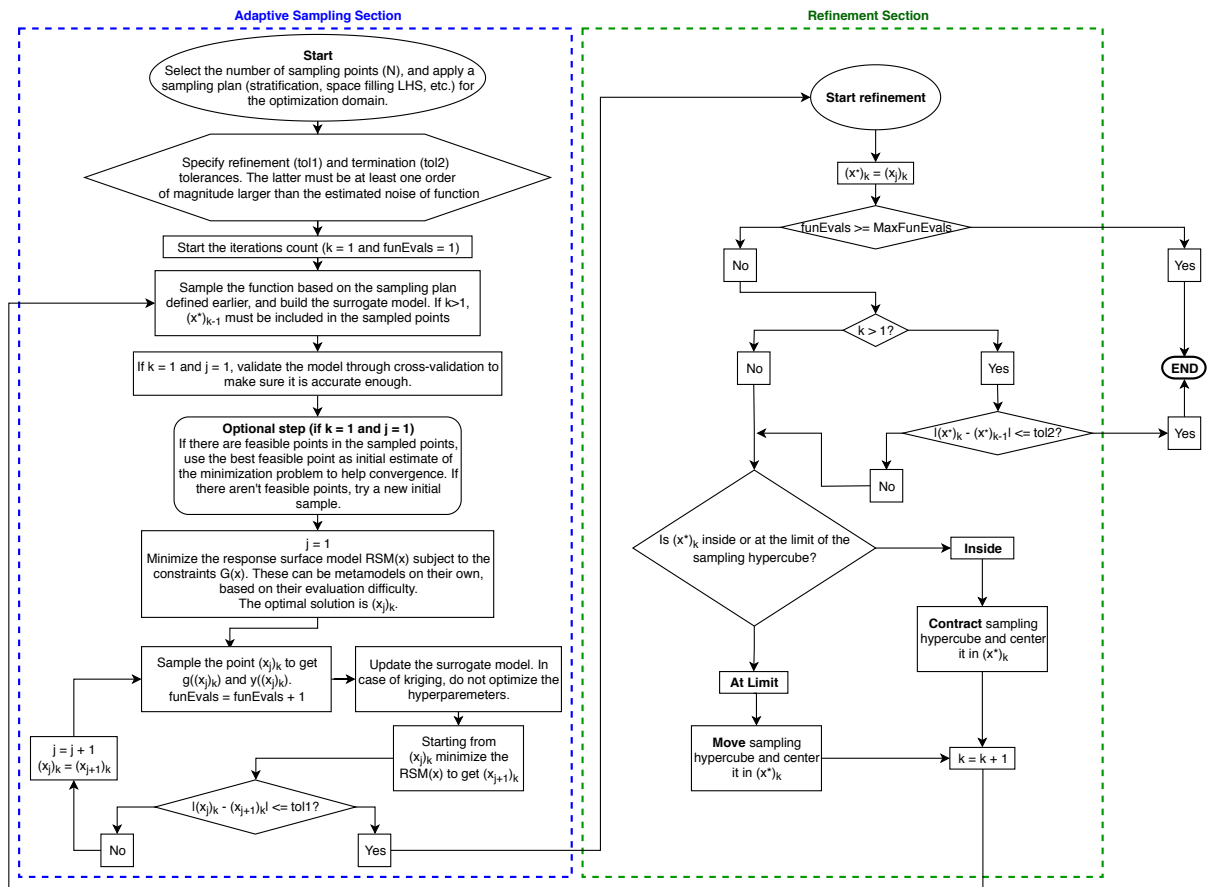 Adaptive Sampling Section
Start
Select the number of sampling points (N), and apply a
sampling plan (stratification, space filling LHS, etc.) for
the optimization domain.
Specify refinement (tol1) and termination (tol2)
tolerances. The latter must be at least one order
of magnitude larger than the estimated noise of function
Start the iterations count (k = 1 and funEvals = 1)
Sample the function based on the sampling plan
defined earlier, and build the surrogate model. If k>1,
(x*)k-1 must be included in the sampled points
If k = 1 and j = 1, validate the model through cross-validation to
make sure it is accurate enough.
Optional step (if k = 1 and j = 1)
If there are feasible points in the sampled points,
use the best feasible point as initial estimate of
the minimization problem to help convergence. If
there aren't feasible points, try a new initial
sample.
j = 1
Minimize the response surface model RSM(x) subject to the
constraints G(x). These can be metamodels on their own,
based on their evaluation difficulty.
The optimal solution is (xj)k.
Sample the point (xj)k to get
g((xj)k) and y((xj)k).
funEvals = funEvals + 1
Update the surrogate model. In
case of kriging, do not optimize the
hyperparemeters.
Starting from
(xj)k minimize the
RSM(x) to get (xj+1)k
j = j + 1
(xj)k = (xj+1)k
|(xj)k - (xj+1)k| <= tol1?
No
Yes
Refinement Section
Start refinement
(x*)k = (xj)k
funEvals >= MaxFunEvals
No
Yes
k > 1?
No
Yes
END
|(x*)k - (x*)k-1| <= tol2?
Yes
No
Is (x*)k inside or at the limit of the
sampling hypercube?
Inside
Contract sampling
hypercube and center
it in (x*)k
At Limit
Move sampling
hypercube and center
it in (x*)k
k = k + 1